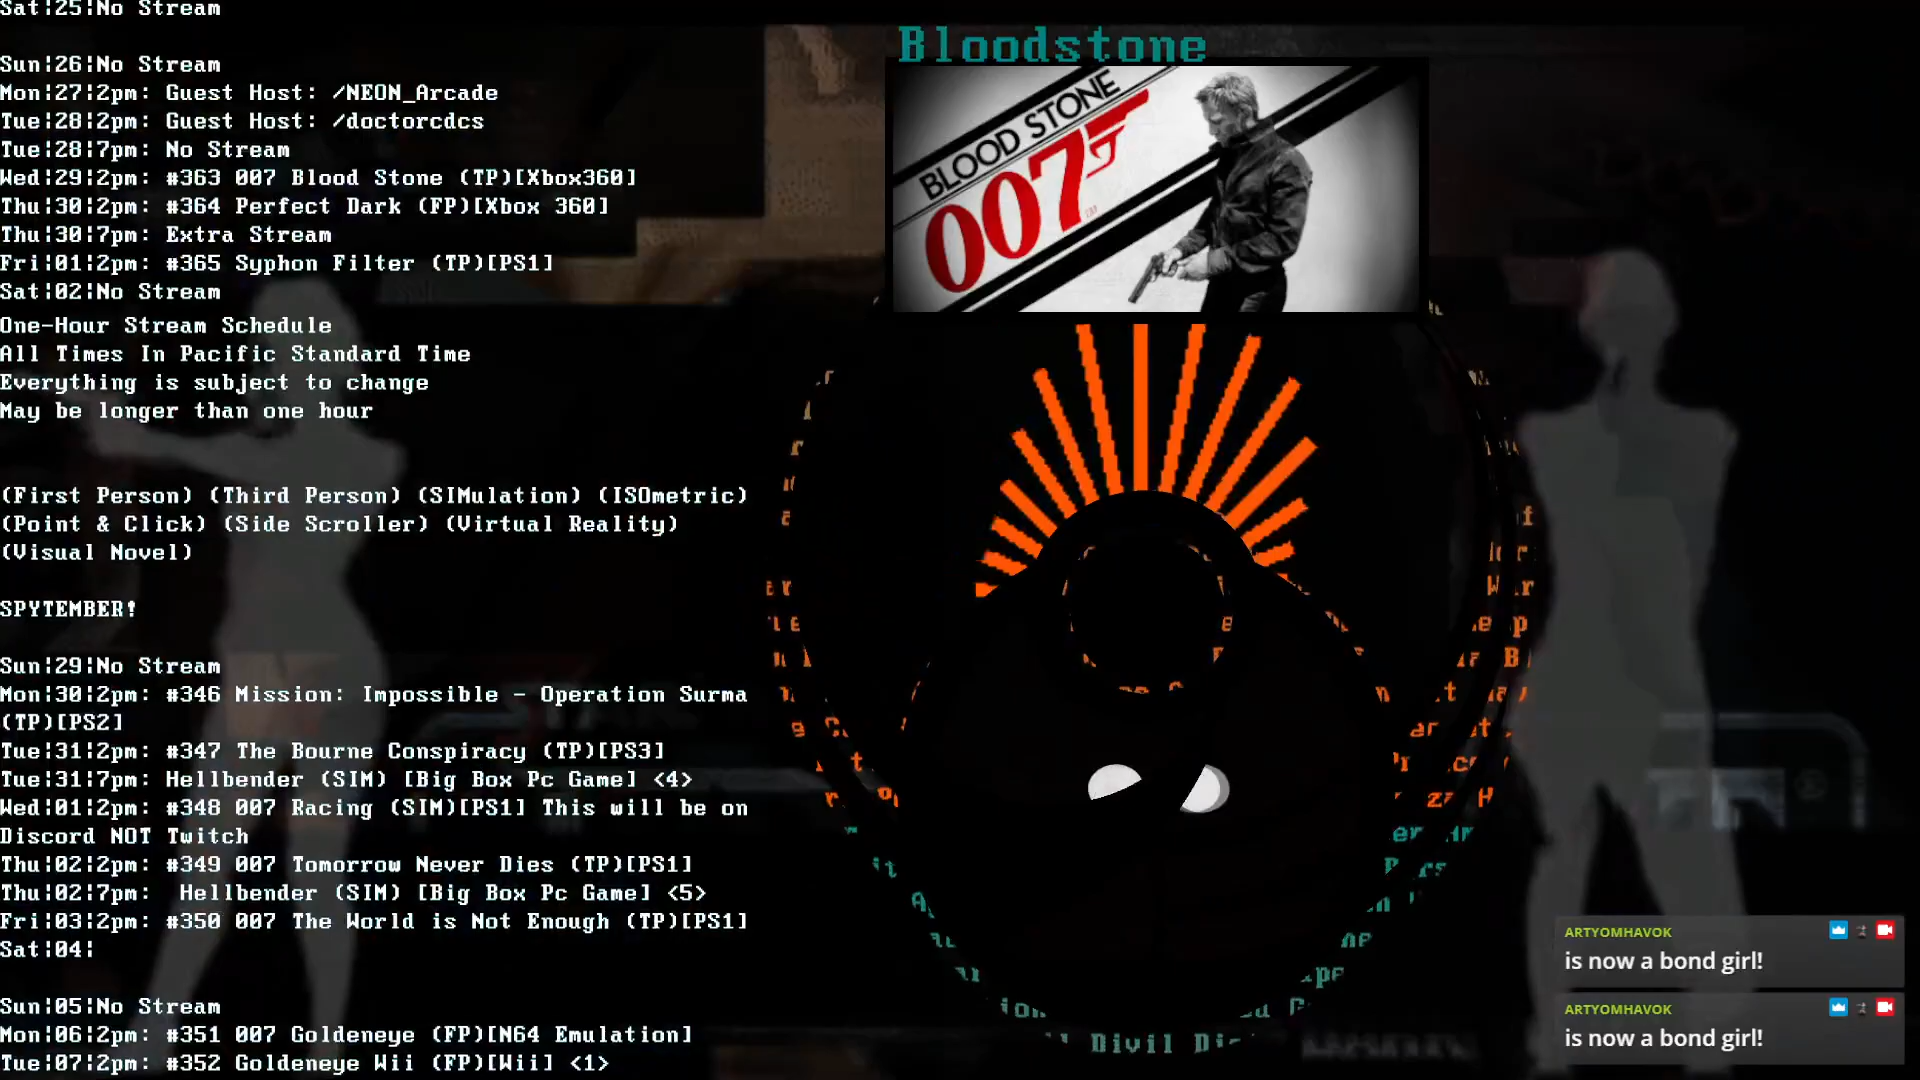 Sat¦25¦No Stream
Sun¦26¦No Stream
Mon¦27¦2pm: Guest Host: /NEON_Arcade
Tue¦28¦2pm: Guest Host: /doctorcdcs
Tue¦28¦7pm: No Stream
Wed¦29¦2pm: #363 007 Blood Stone (TP)[Xbox360]
Thu¦30¦2pm: #364 Perfect Dark (FP)[Xbox 360]
Thu¦30¦7pm: Extra Stream
Fri¦01¦2pm: #365 Syphon Filter (TP)[PS1]
Sat¦02¦No Stream
One-Hour Stream Schedule
All Times In Pacific Standard Time
Everything is subject to change
May be longer than one hour
(First Person) (Third Person) (SIMulation) (ISOmetric)
(Point & Click) (Side Scroller) (Virtual Reality)
(Visual Novel)
SPYTEMBER!
Sun¦29¦No Stream
Mon¦30¦2pm: #346 Mission: Impossible - Operation Surma
(TP)[PS2]
Tue¦31¦2pm: #347 The Bourne Conspiracy (TP)[PS3]
Tue¦31¦7pm: Hellbender (SIM) [Big Box Pc Game] <4>
Wed¦01¦2pm: #348 007 Racing (SIM)[PS1] This will be on
Discord NOT Twitch
Thu¦02¦2pm: #349 007 Tomorrow Never Dies (TP)[PS1]
Thu¦02¦7pm: Hellbender (SIM) [Big Box Pc Game] <5>
Fri¦03¦2pm: #350 007 The World is Not Enough (TP)[PS1]
Sat¦04¦
Sun¦05¦No Stream
Mon¦06¦2pm: #351 007 Goldeneye (FP)[N64 Emulation]
Tue¦07¦2pm: #352 Goldeneye Wii (FP)[Wii] <1>
Bloodstone
BLOOD STONE
007
Divil
ARTYOMHAVOK
is now a bond girl!
ARTYOMHAVOK
is now a bond girl!